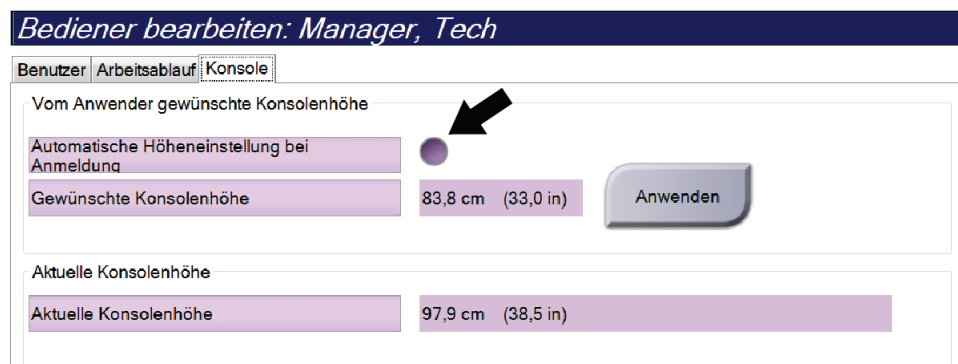 Bediener bearbeiten: Manager, Tech
Benutzer Arbeitsablauf Konsole
Vom Anwender gewünschte Konsolenhöhe
Automatische Höheneinstellung bei
Anmeldung
Gewünschte Konsolenhöhe 83,8 cm (33,0 in) Anwenden
Aktuelle Konsolenhöhe
Aktuelle Konsolenhöhe 97,9 cm (38,5 in)